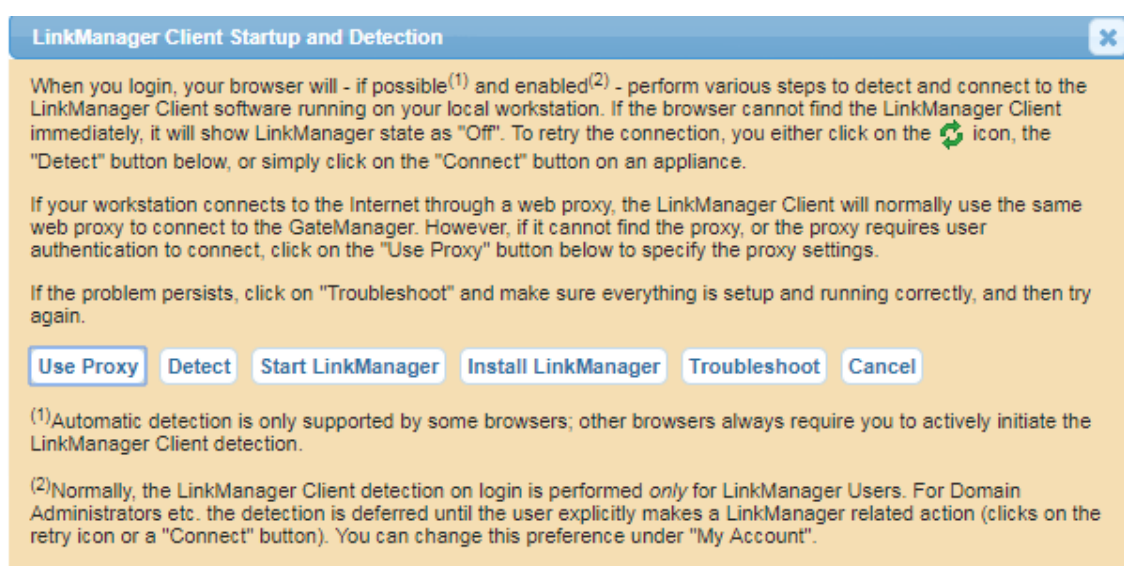 LinkManager Client Startup and Detection
When you login, your browser will - if possible(1) and enabled(2) - perform various steps to detect and connect to the
LinkManager Client software running on your local workstation. If the browser cannot find the LinkManager Client
immediately, it will show LinkManager state as "Off". To retry the connection, you either click on the icon, the
"Detect" button below, or simply click on the "Connect" button on an appliance.
If your workstation connects to the Internet through a web proxy, the LinkManager Client will normally use the same
web proxy to connect to the GateManager. However, if it cannot find the proxy, or the proxy requires user
authentication to connect, click on the "Use Proxy" button below to specify the proxy settings.
If the problem persists, click on "Troubleshoot" and make sure everything is setup and running correctly, and then try
again.
Use Proxy Detect Start LinkManager Install LinkManager Troubleshoot Cancel
(1)Automatic detection is only supported by some browsers; other browsers always require you to actively initiate the
LinkManager Client detection.
(2)Normally, the LinkManager Client detection on login is performed only for LinkManager Users. For Domain
Administrators etc. the detection is deferred until the user explicitly makes a LinkManager related action (clicks on the
retry icon or a "Connect" button). You can change this preference under "My Account".